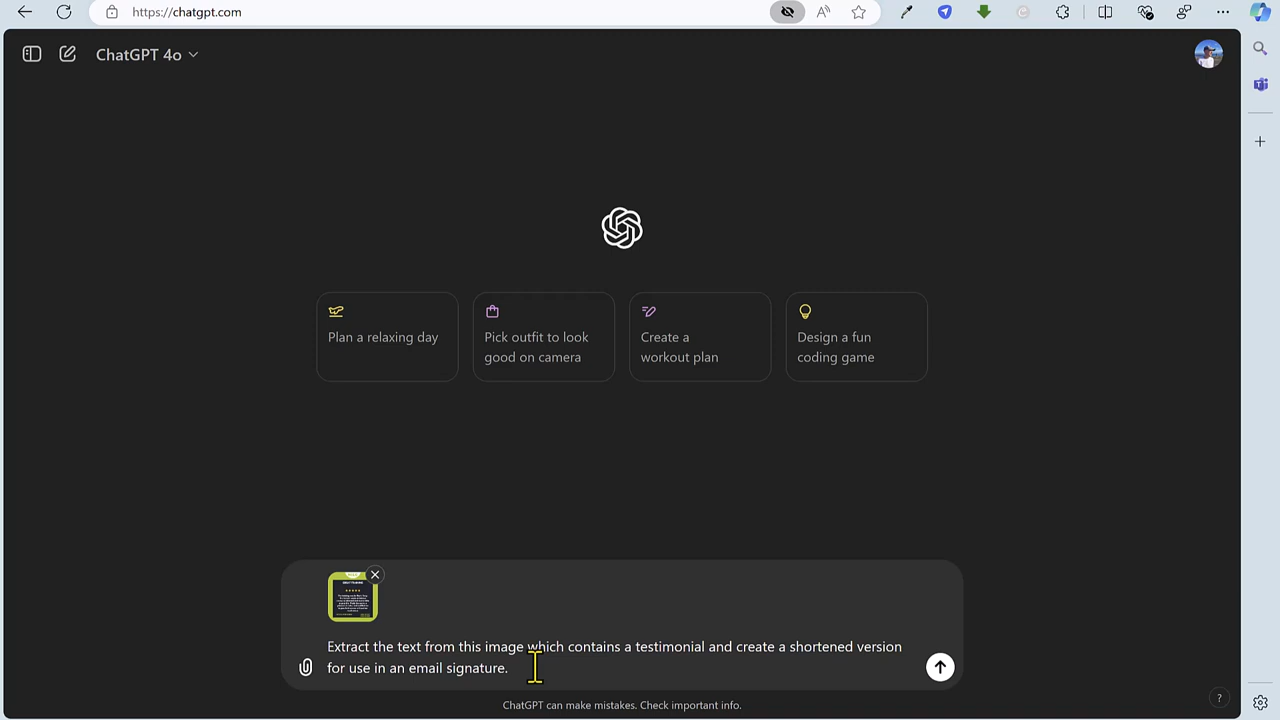 https://chatgpt.com
ChatGPT 4o
Plan a relaxing day
Pick outfit to look
good on camera
Create a
workout plan
Design a fun
coding game
Extract the text from this image which contains a testimonial and create a shortened version
for use in an email signature.
ChatGPT can make mistakes. Check important info.
?